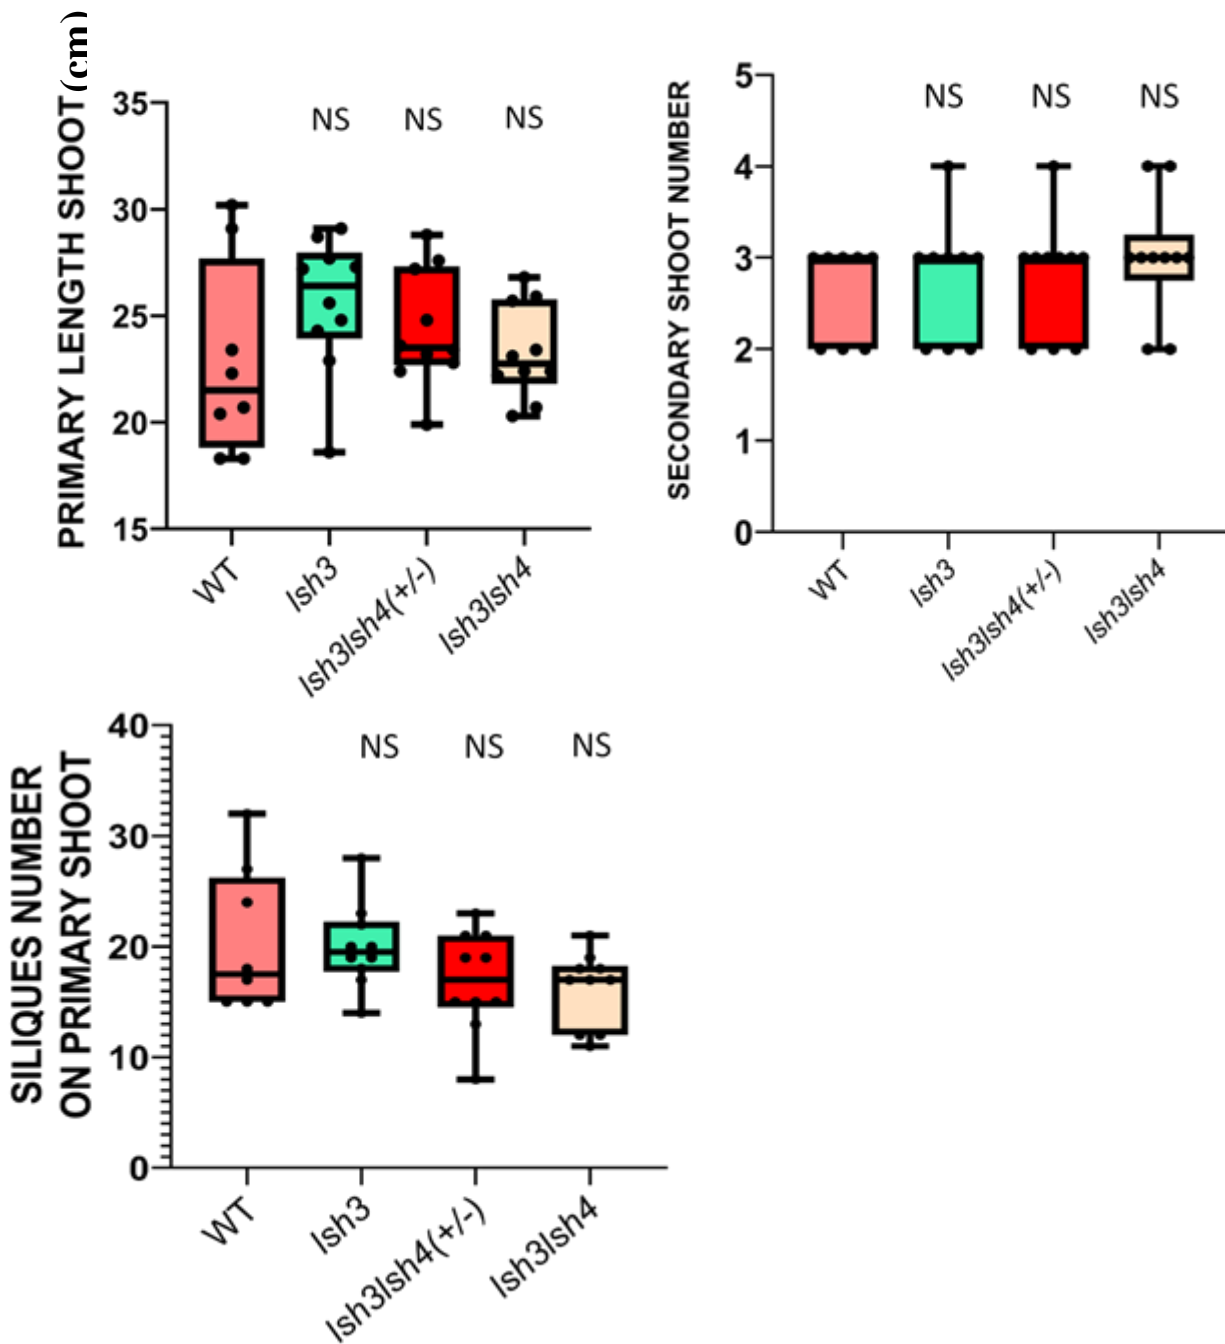 PRIMARY LENGTH SHOOT(cm)
35
30
25
20
15
NS NS NS
WT
lsh3
lsh3lsh4(+/-)
lsh3lsh4
SECONDARY SHOOT NUMBER
5
4
3
2
1
0
NS NS NS
WT
lsh3
lsh3lsh4(+/-)
lsh3lsh4
SILIQUES NUMBER
ON PRIMARY SHOOT
40
30
20
10
0
NS NS NS
WT
lsh3
lsh3lsh4(+/-)
lsh3lsh4